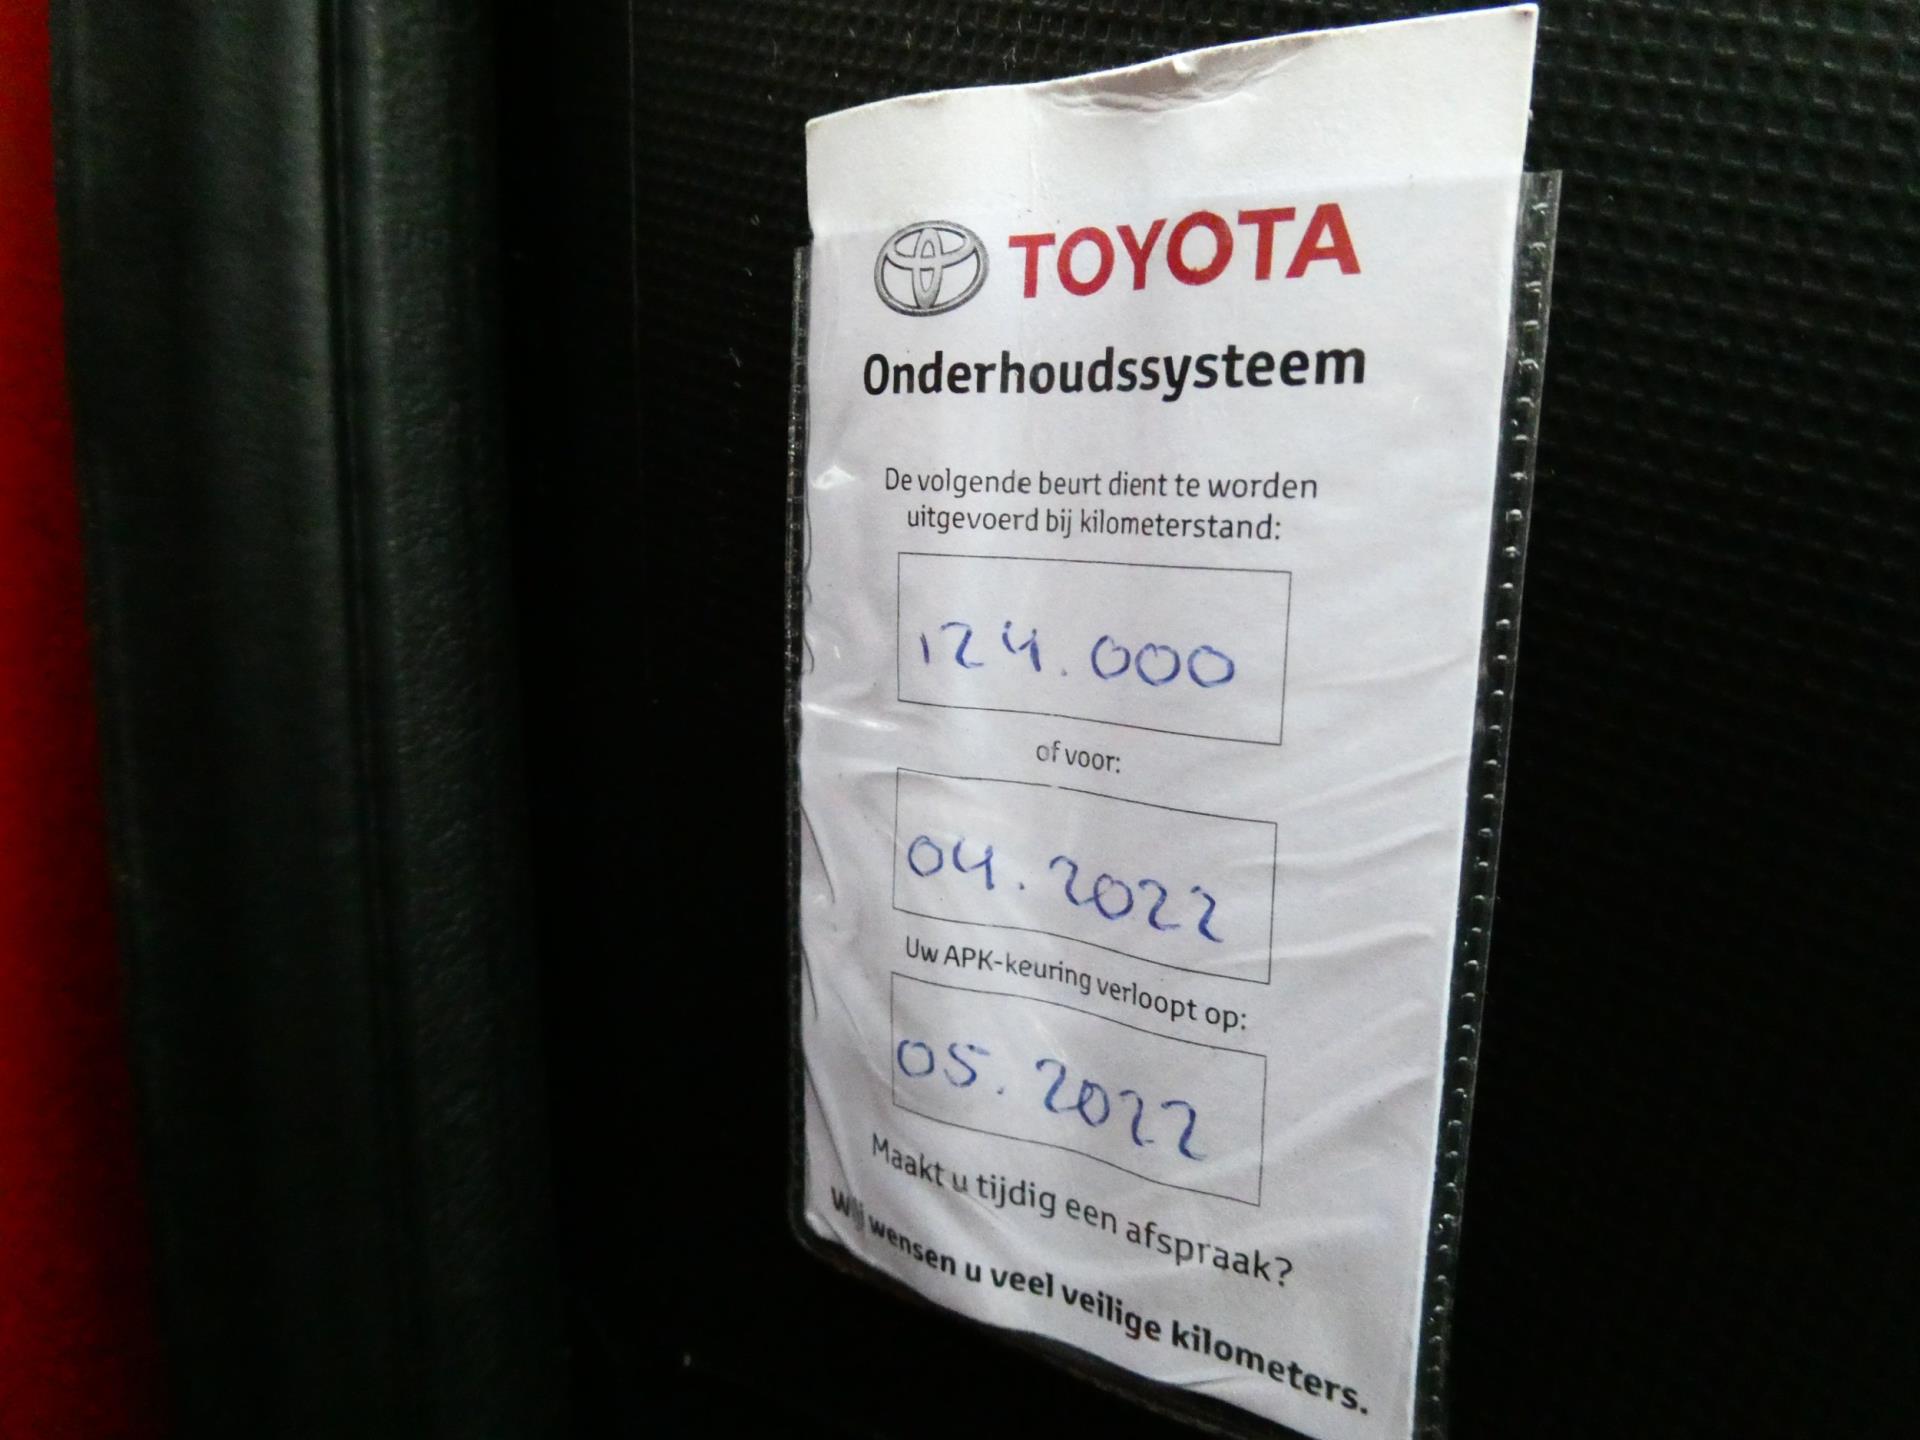 TOYOTA
Onderhoudssysteem
De volgende beurt dient te worden
uitgevoerd bij kilometerstand:
124.000
of voor:
04.2022
Uw APK-keuring verloopt op:
05.2022
Maakt u tijdig een afspraak?
Wij wensen u veel veilige kilometers.